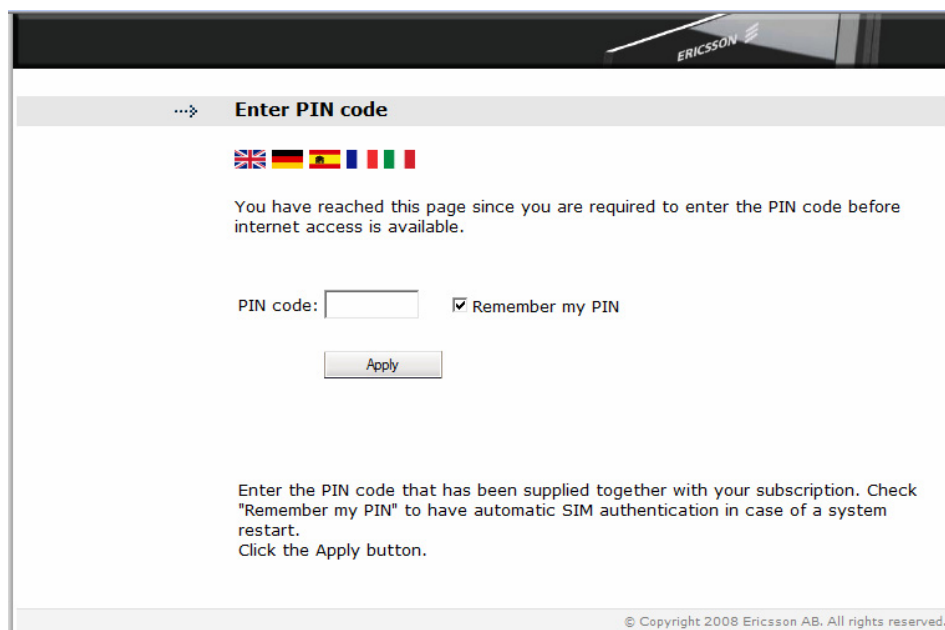 ERICSSON
Enter PIN code
You have reached this page since you are required to enter the PIN code before
internet access is available.
PIN code:
Remember my PIN
Apply
Enter the PIN code that has been supplied together with your subscription. Check
"Remember my PIN" to have automatic SIM authentication in case of a system
restart.
Click the Apply button.
© Copyright 2008 Ericsson AB. All rights reserved.